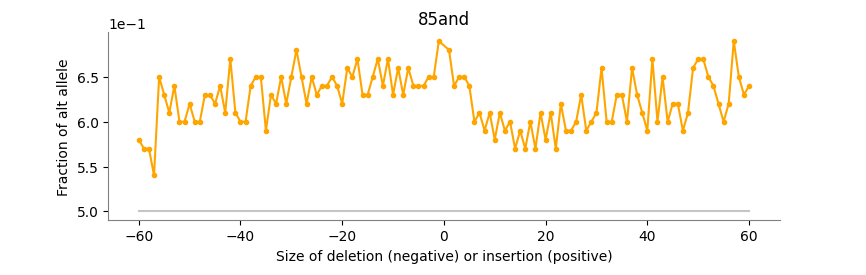 85and
1e−1
Fraction of alt allele
6.5
6.0
5.5
5.0
−60 −40 −20 0 20 40 60
Size of deletion (negative) or insertion (positive)